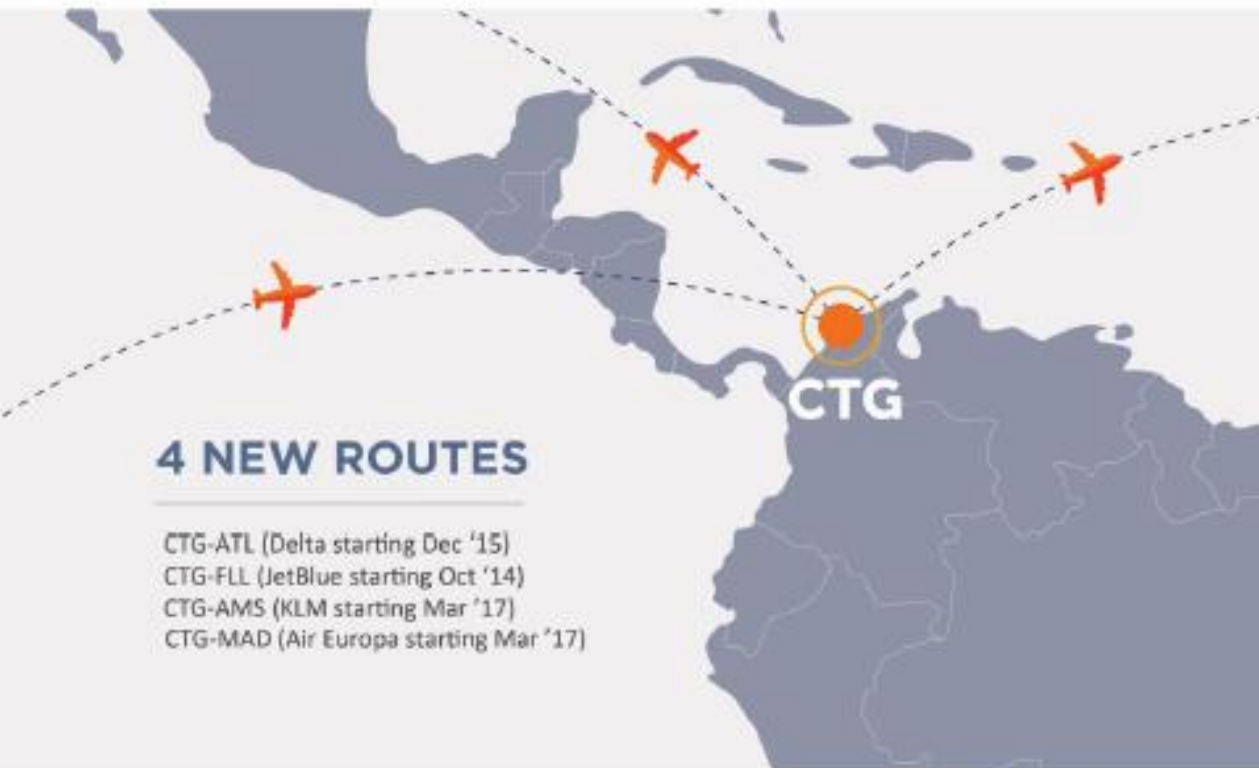 CTG
4 NEW ROUTES
CTG-ATL (Delta starting Dec ‘15)
CTG-FLL (JetBlue starting Oct ‘14)
CTG-AMS (KLM starting Mar ’17)
CTG-MAD (Air Europa starting Mar ’17)